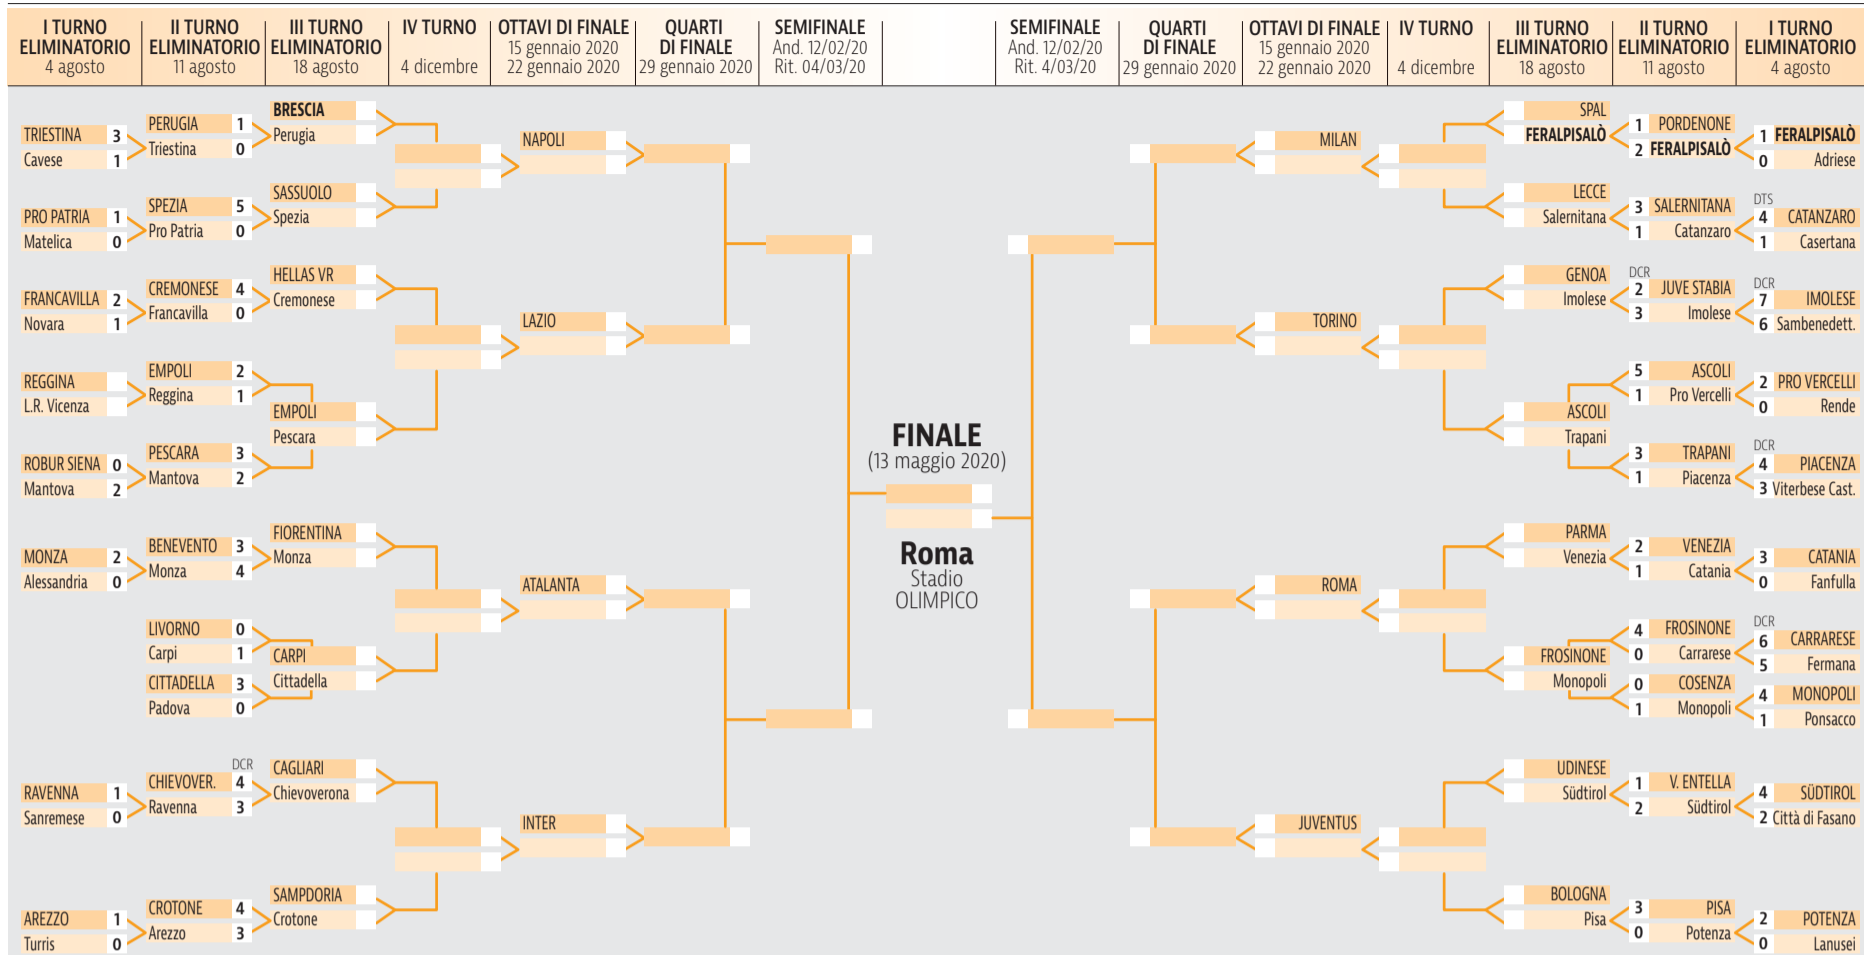 I TURNO
ELIMINATORIO
4 agosto
II TURNO
ELIMINATORIO
11 agosto
III TURNO
ELIMINATORIO
18 agosto
IV TURNO
4 dicembre
OTTAVI DI FINALE
15 gennaio 2020
22 gennaio 2020
QUARTI
DI FINALE
29 gennaio 2020
SEMIFINALE
And. 12/02/20
Rit. 04/03/20
SEMIFINALE
And. 12/02/20
Rit. 4/03/20
QUARTI
DI FINALE
29 gennaio 2020
OTTAVI DI FINALE
15 gennaio 2020
22 gennaio 2020
IV TURNO
4 dicembre
III TURNO
ELIMINATORIO
18 agosto
II TURNO
ELIMINATORIO
11 agosto
I TURNO
ELIMINATORIO
4 agosto
TRIESTINA 3
Cavese 1
PRO PATRIA 1
Matelica 0
FRANCAVILLA 2
Novara 1
REGGINA
L.R. Vicenza
ROBUR SIENA 0
Mantova 2
MONZA 2
Alessandria 0
RAVENNA 1
Sanremese 0
AREZZO 1
Turris 0
PERUGIA 1
Triestina 0
SPEZIA 5
Pro Patria 0
CREMONESE 4
Francavilla 0
EMPOLI 2
Reggina 1
PESCARA 3
Mantova 2
BENEVENTO 3
Monza 4
LIVORNO 0
Carpi 1
CITTADELLA 3
Padova 0
DCR
CHIEVOVER. 4
Ravenna 3
CROTONE 4
Arezzo 3
BRESCIA
Perugia
SASSUOLO
Spezia
HELLAS VR
Cremonese
EMPOLI
Pescara
FIORENTINA
Monza
CARPI
Cittadella
CAGLIARI
Chievoverona
SAMPDORIA
Crotone
NAPOLI
LAZIO
ATALANTA
INTER
FINALE
(13 maggio 2020)
Roma
Stadio
OLIMPICO
MILAN
TORINO
ROMA
JUVENTUS
SPAL
FERALPISALÒ
LECCE
Salernitana
GENOA
Imolese
ASCOLI
Trapani
PARMA
Venezia
FROSINONE
Monopoli
UDINESE
Südtirol
BOLOGNA
Pisa
1 PORDENONE
2 FERALPISALÒ
3 SALERNITANA
1 Catanzaro
DCR
2 JUVE STABIA
3 Imolese
5 ASCOLI
1 Pro Vercelli
3 TRAPANI
1 Piacenza
2 VENEZIA
1 Catania
4 FROSINONE
0 Carrarese
0 COSENZA
1 Monopoli
1 V. ENTELLA
2 Südtirol
3 PISA
0 Potenza
1 FERALPISALÒ
0 Adriese
DTS
4 CATANZARO
1 Casertana
DCR
7 IMOLESE
6 Sambenedett.
2 PRO VERCELLI
0 Rende
DCR
4 PIACENZA
3 Viterbese Cast.
3 CATANIA
0 Fanfulla
DCR
6 CARRARESE
5 Fermana
4 MONOPOLI
1 Ponsacco
4 SÜDTIROL
2 Città di Fasano
2 POTENZA
0 Lanusei